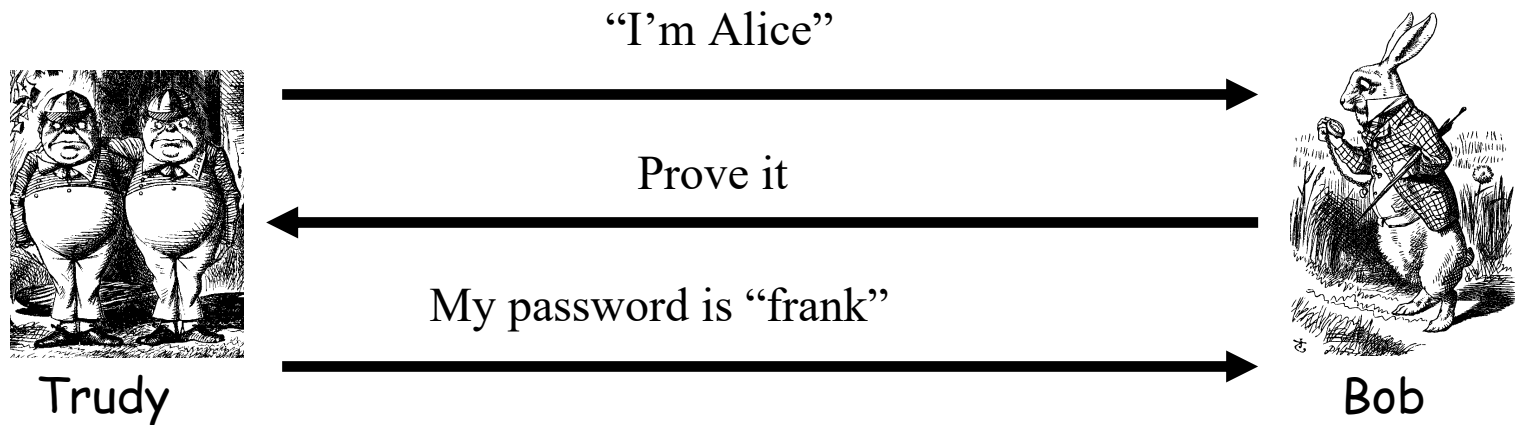 “I’m Alice”
Prove it
My password is “frank”
Trudy
Bob